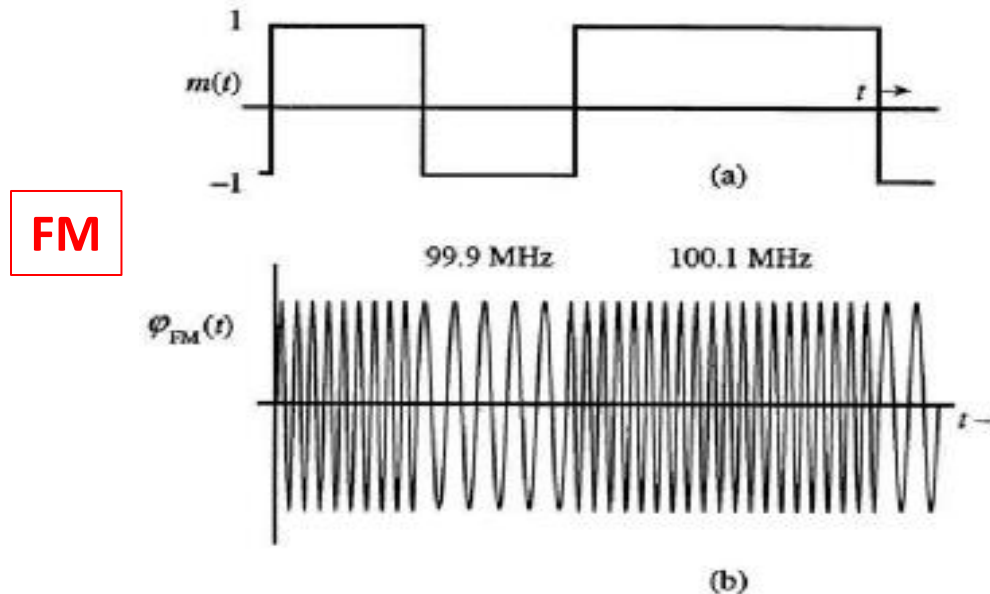 1
m(t)
t
–1
(a)
FM
99.9 MHz 100.1 MHz
φFM(t)
t
(b)